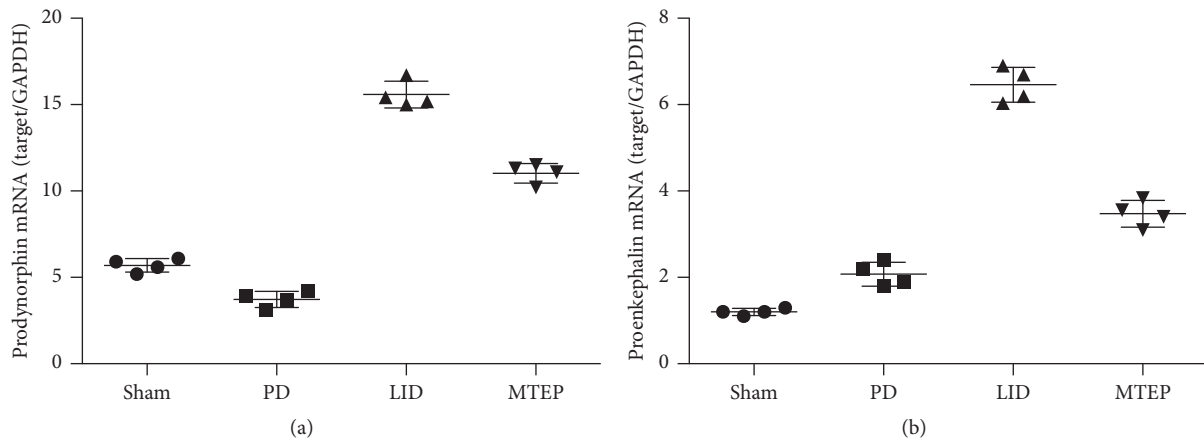 Prodynorphin mRNA (target/GAPDH)
20
15
10
5
0
Sham
PD
LID
MTEP
(a)
Proenkephalin mRNA (target/GAPDH)
8
6
4
2
0
Sham
PD
LID
MTEP
(b)